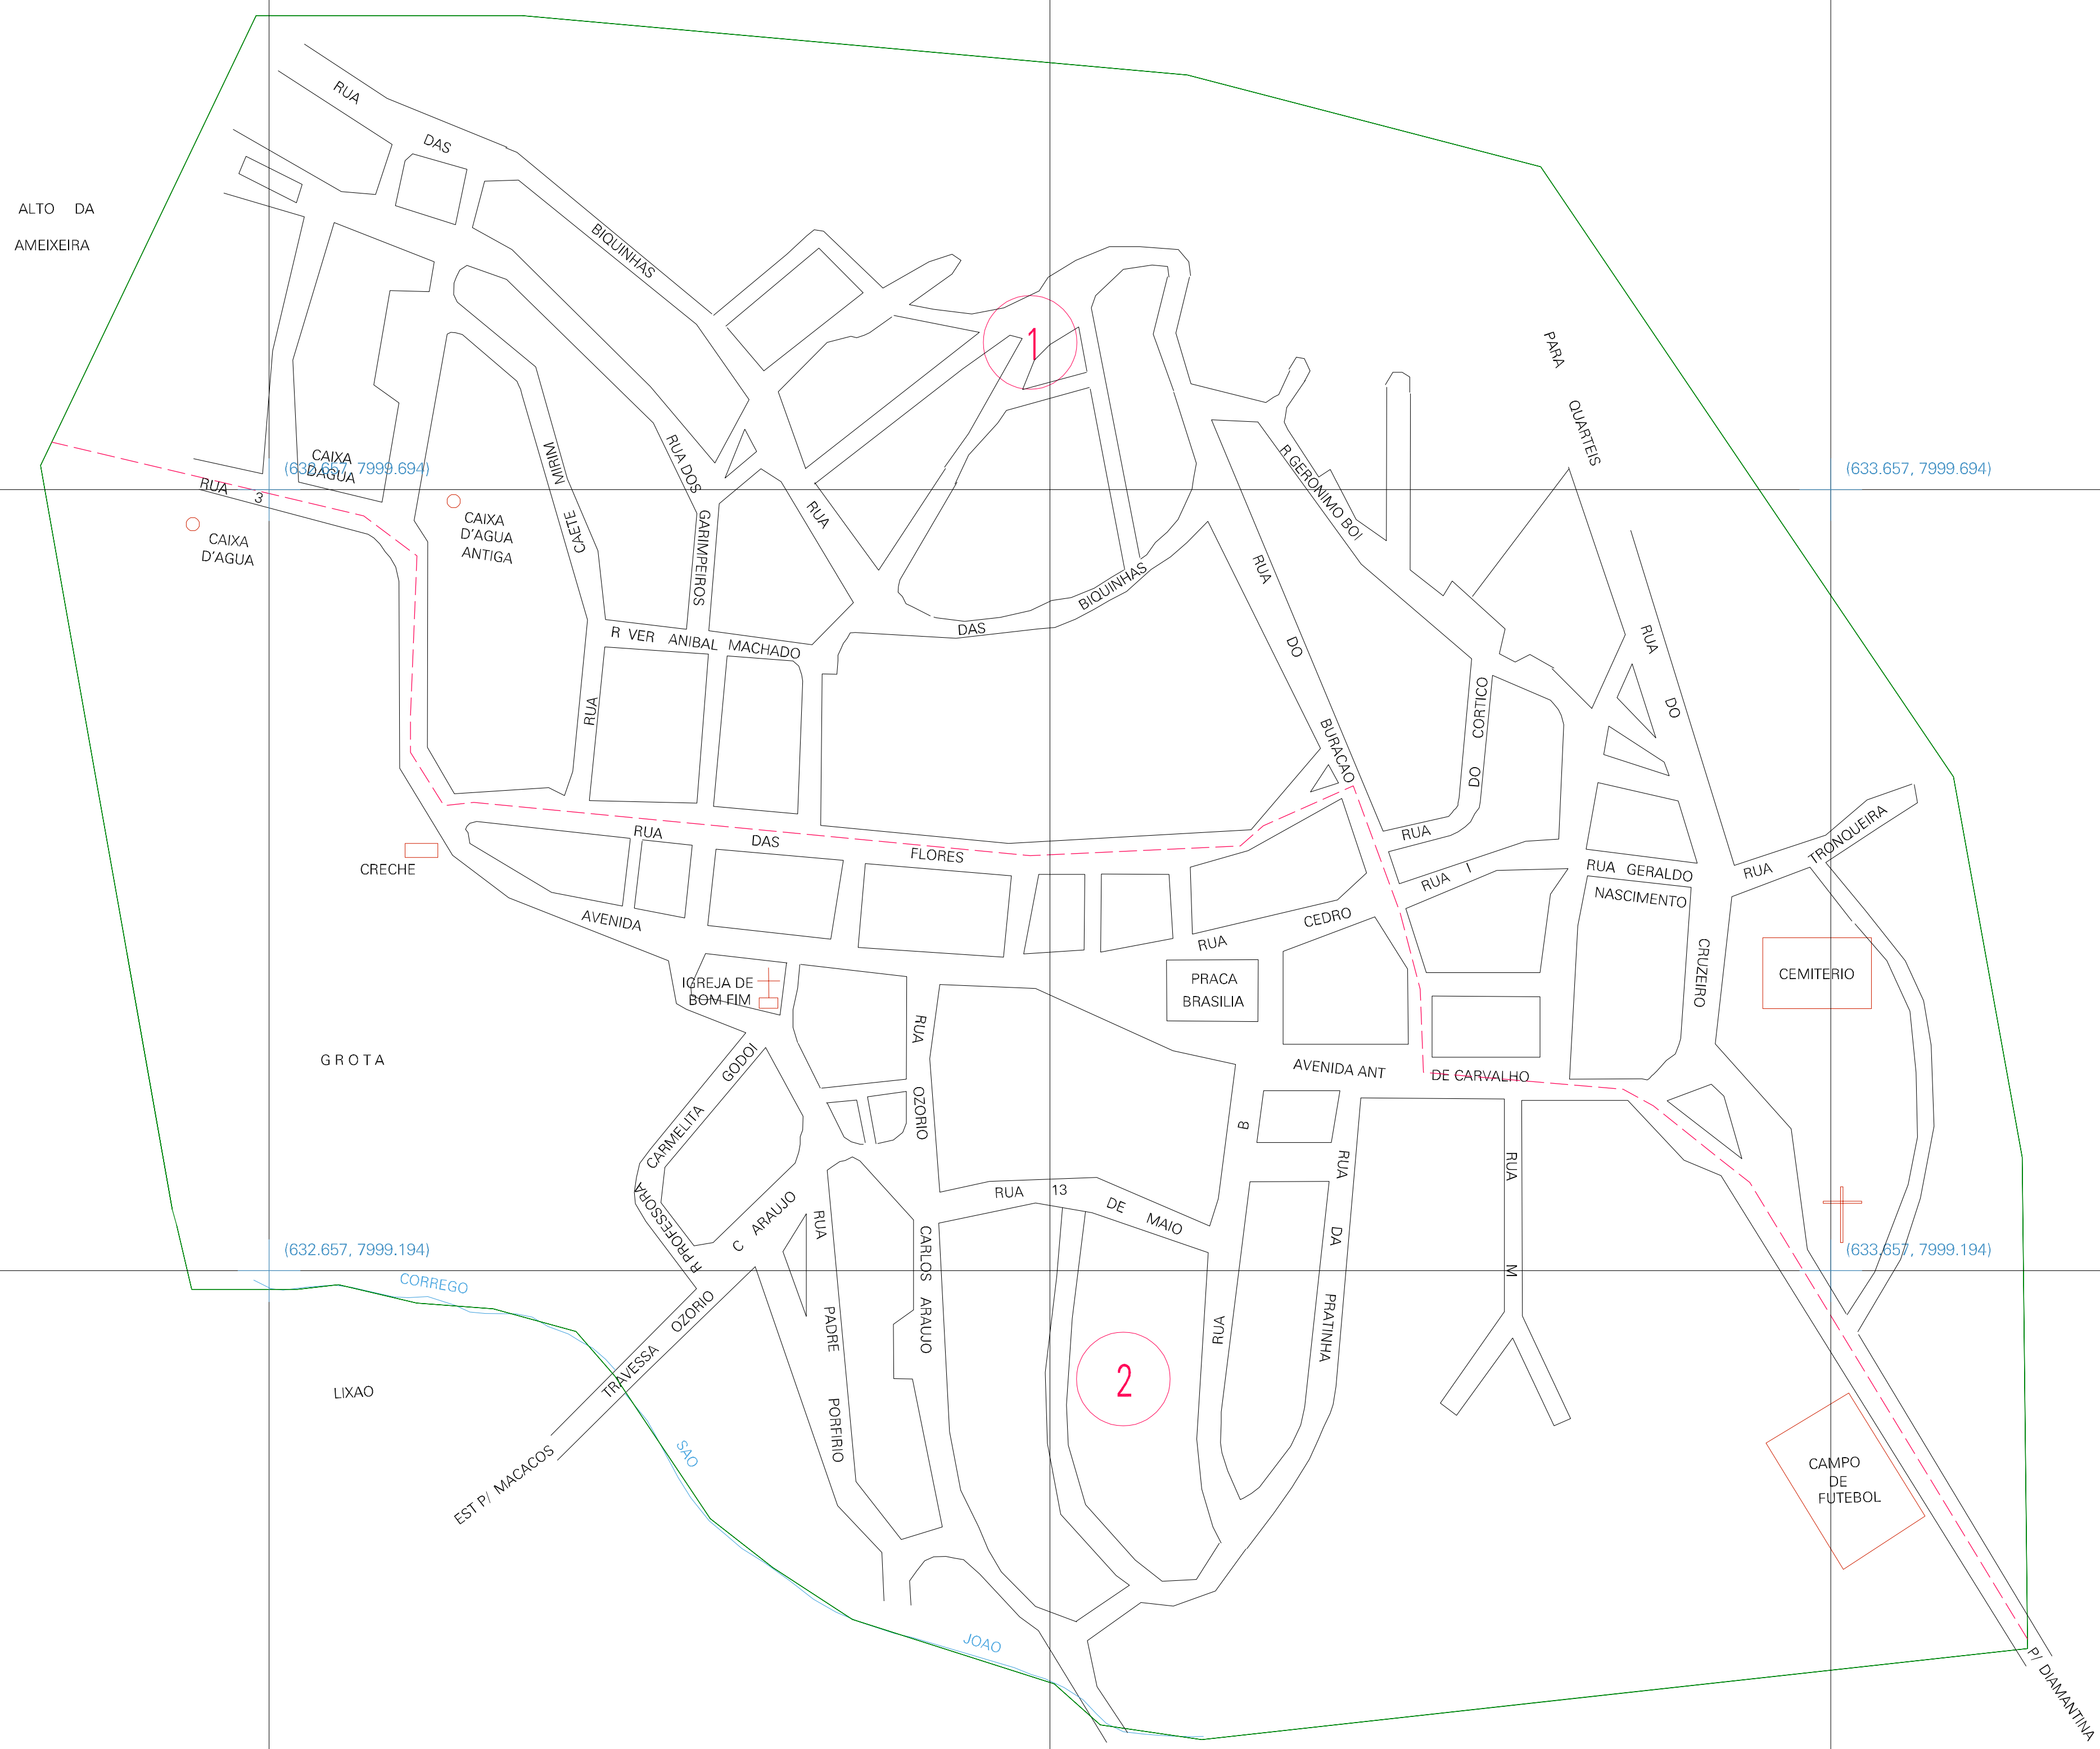 RUA
DAS
BIQUINHAS
ALTO DA
AMEIXEIRA
1
PARA
QUARTEIS
CAIXA
DAGUA
(632.657, 7999.694)
(633.657, 7999.694)
RUA 3
CAIXA
D'AGUA
CAIXA
D'AGUA
ANTIGA
MIRIM
CAETE
RUA
RUA DOS
GARIMPEIROS
RUA
DAS
BIQUINHAS
R GERONIMO BOI
RUA
DO
BURACAO
R VER ANIBAL MACHADO
RUA
DO
CRUZEIRO
RUA
DO
CORTICO
RUA I
RUA GERALDO
NASCIMENTO
RUA
TRONQUEIRA
RUA
DAS
FLORES
CRECHE
AVENIDA
RUA
CEDRO
PRACA
BRASILIA
CEMITERIO
IGREJA DE
BOM FIM
GROTA
RUA
OZORIO
AVENIDA ANT
DE CARVALHO
CARMELITA GODOI
R PROFESSORA
C ARAUJO
RUA 13
DE MAIO
B
RUA
RUA
DA
PRATINHA
RUA
M
RUA
PADRE
PORFIRIO
CARLOS ARAUJO
(632.657, 7999.194)
(633.657, 7999.194)
CORREGO
SAO
JOAO
TRAVESSA OZORIO
EST P/ MACACOS
LIXAO
2
CAMPO
DE
FUTEBOL
P/ DIAMANTINA